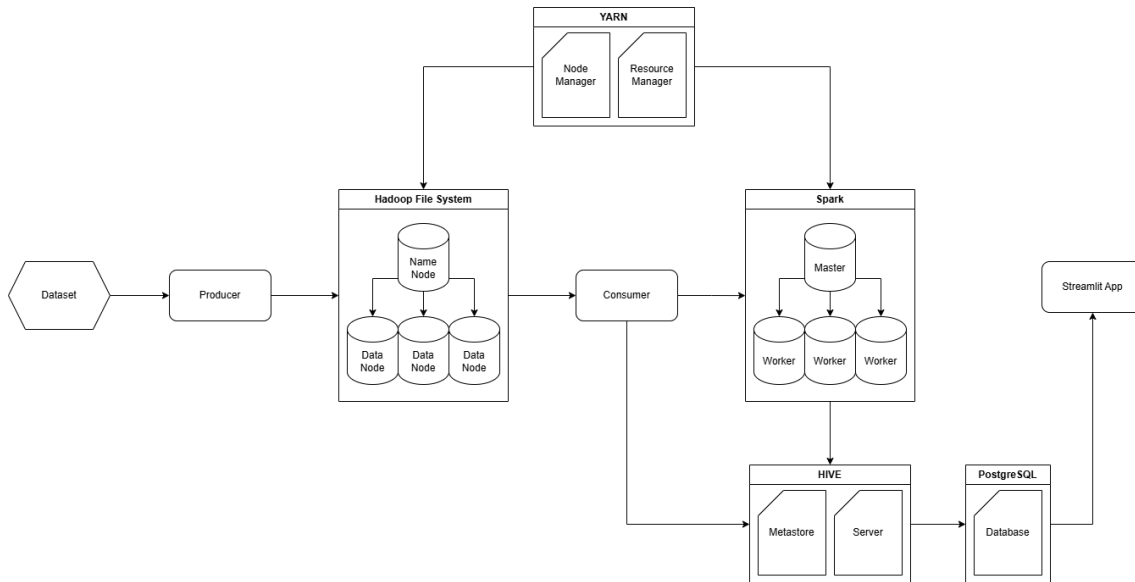 YARN
Node
Manager
Resource
Manager
Hadoop File System
Name
Node
Data
Node
Data
Node
Data
Node
Spark
Master
Worker
Worker
Worker
Dataset
Producer
Consumer
Streamlit App
HIVE
Metastore
Server
PostgreSQL
Database